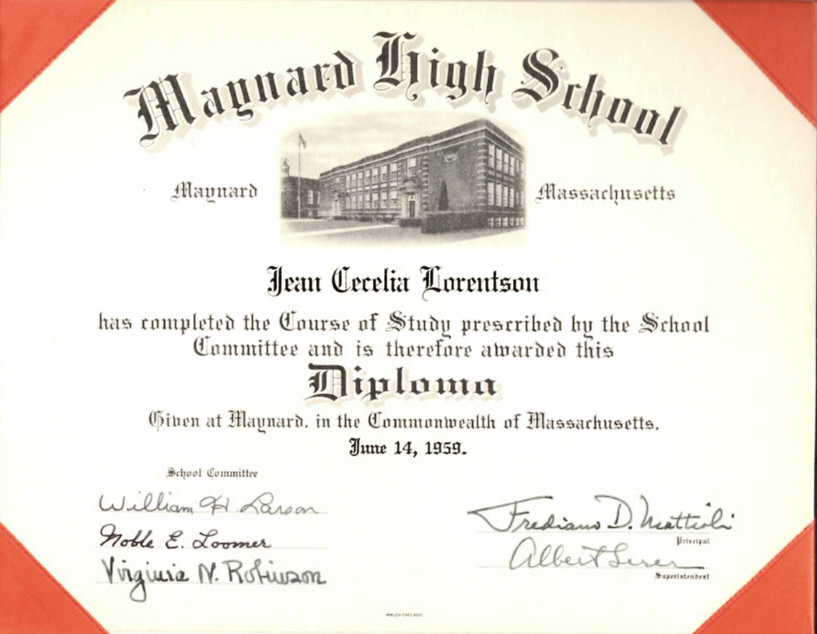 Maynard High School
Maynard Massachusetts
Jean Cecelia Lorentson
has completed the Course of Study prescribed by the School
Committee and is therefore awarded this
Diploma
Given at Maynard, in the Commonwealth of Massachusetts.
June 14, 1959.
School Committee
William H Larson
Noble E. Loomer
Virginia N. Robinson
Frediano D. Mattioli
Principal
Albert Lerer
Superintendent